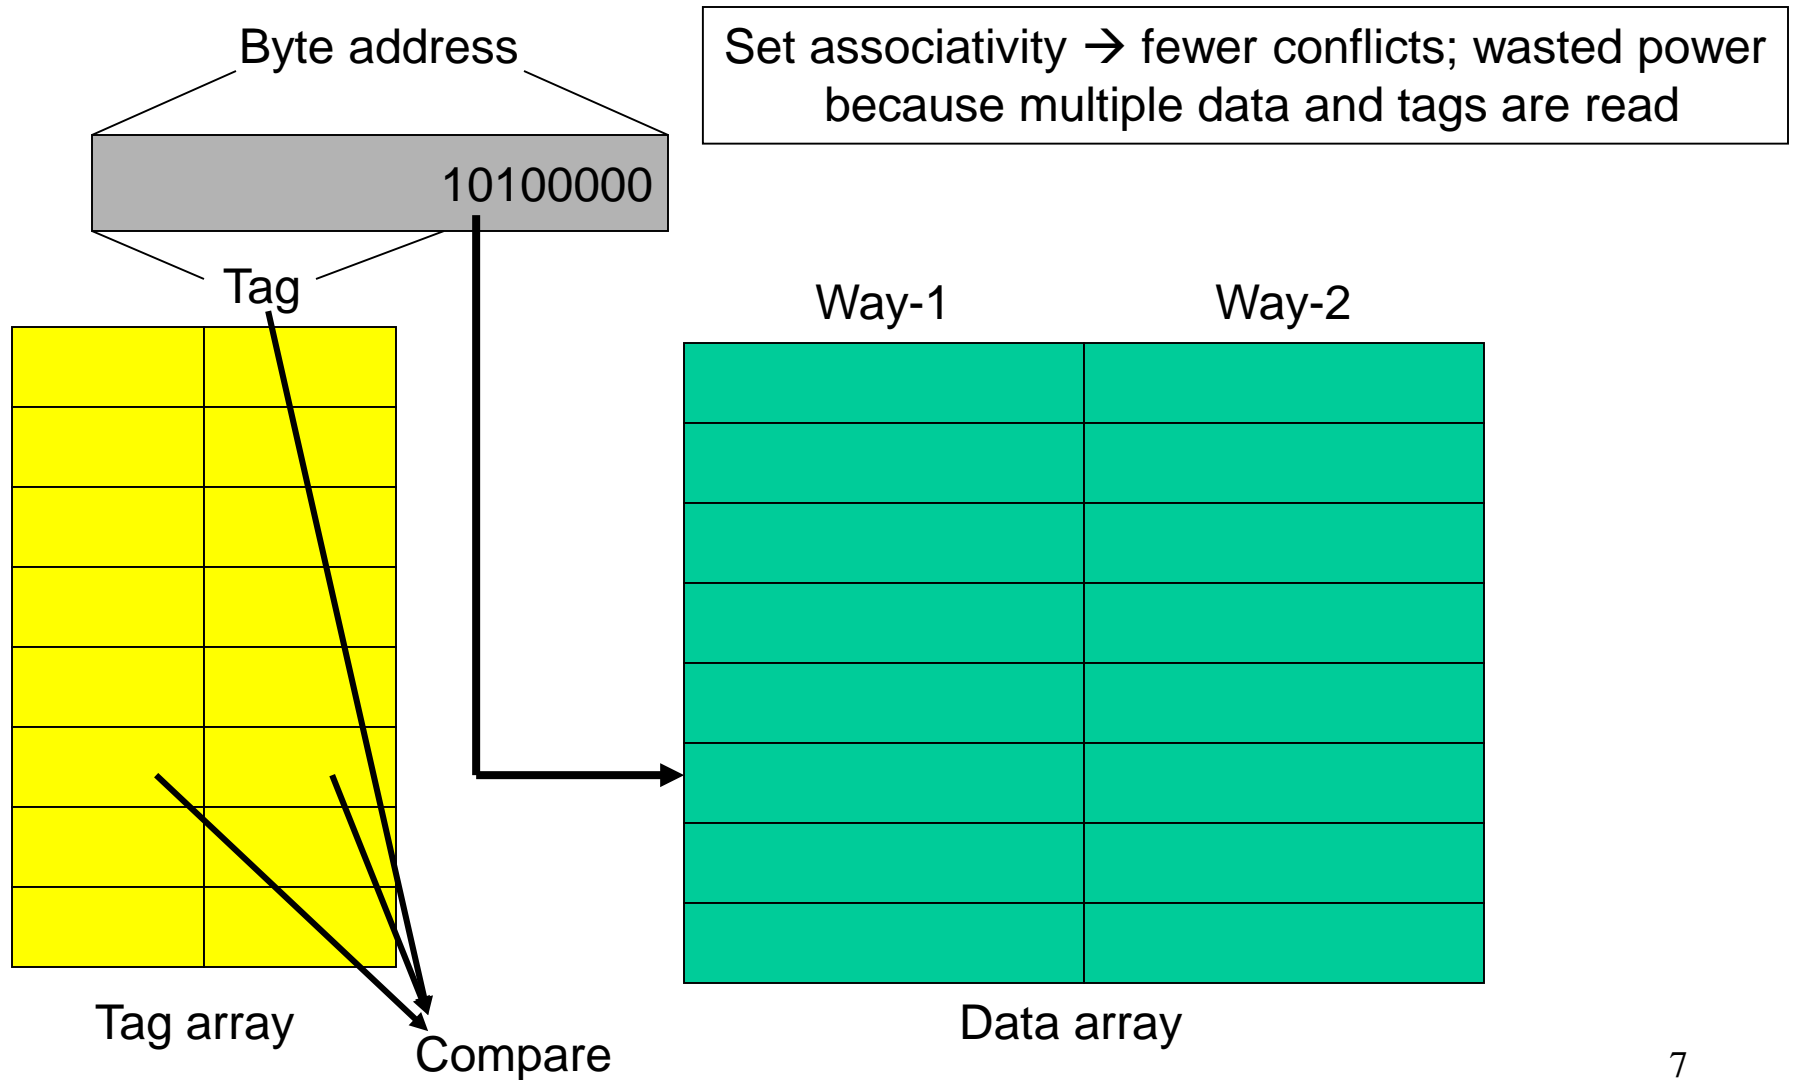 Byte address
Set associativity → fewer conflicts; wasted power
because multiple data and tags are read
10100000
Tag
Way-1
Way-2
Tag array
Data array
Compare
7